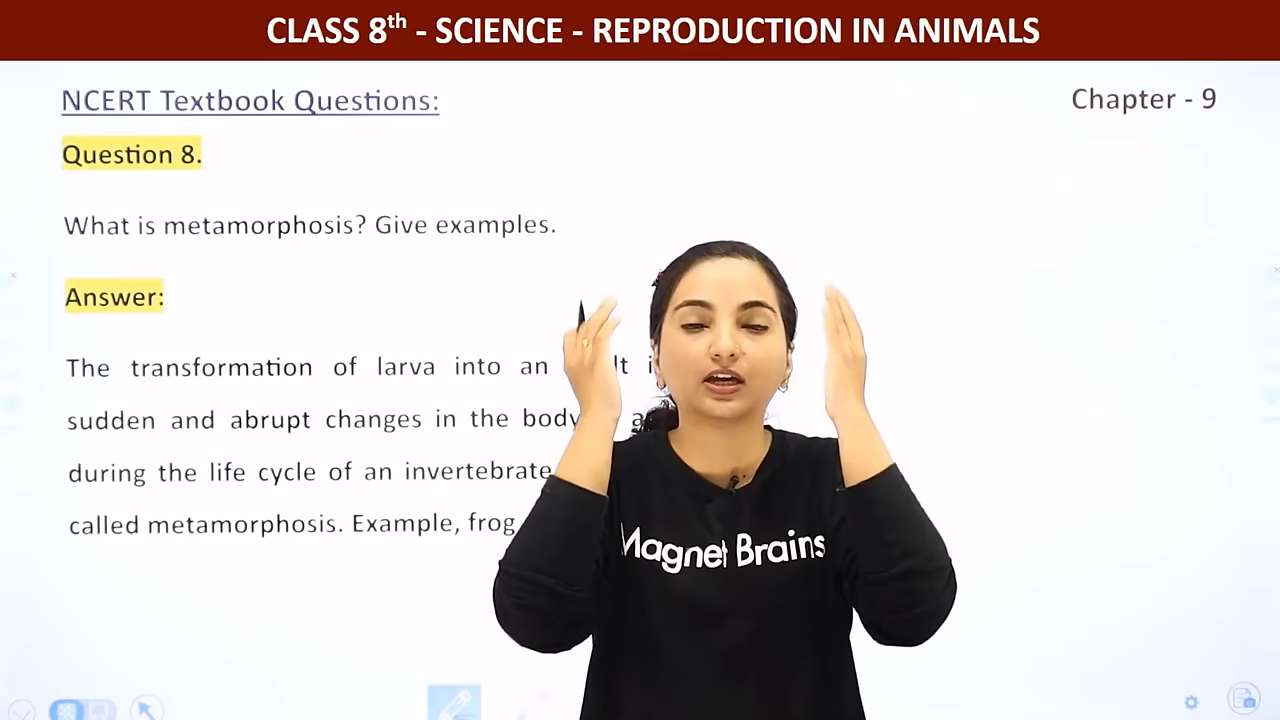 CLASS 8th - SCIENCE - REPRODUCTION IN ANIMALS
NCERT Textbook Questions:
Chapter - 9
Question 8.
What is metamorphosis? Give examples.
Answer:
The transformation of larva into an
sudden and abrupt changes in the body
during the life cycle of an invertebrate
called metamorphosis. Example, frog
Magnet Brains